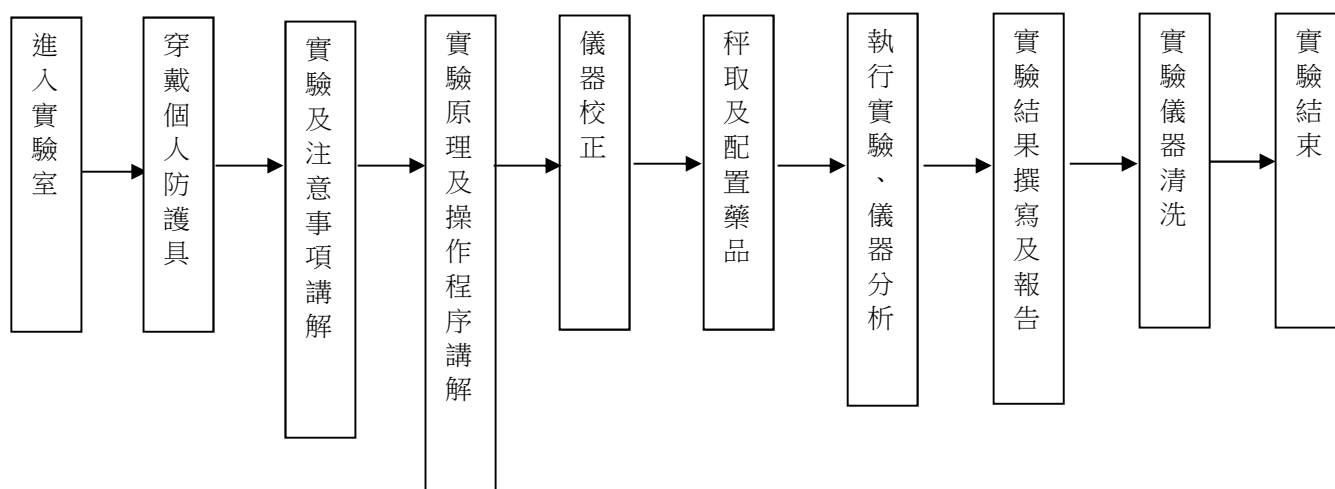 進入實驗室
穿戴個人防護具
實驗及注意事項講解
實驗原理及操作程序講解
儀器校正
秤取及配置藥品
執行實驗、儀器分析
實驗結果撰寫及報告
實驗儀器清洗
實驗結束